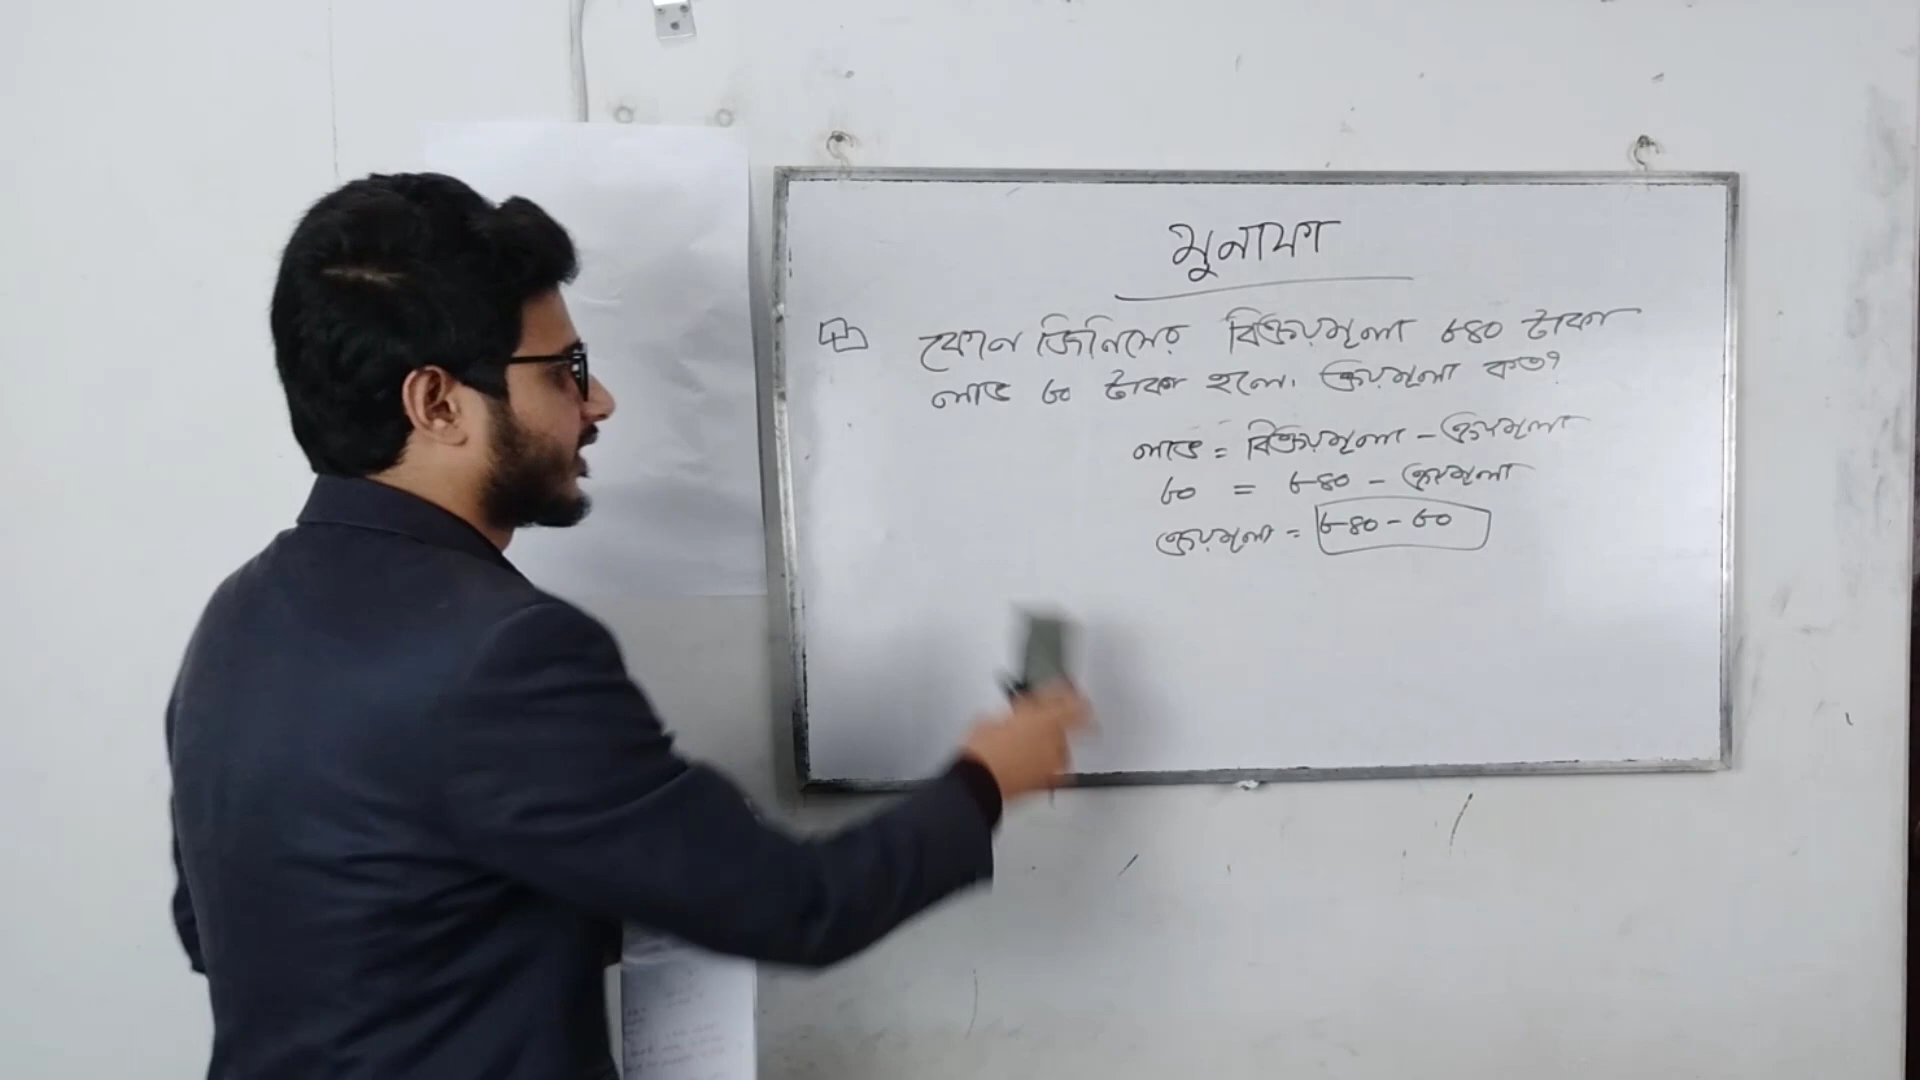 মুনাফা
কোন জিনিসের বিক্রয়মূল্য ৮৪০ টাকা
লাভ ৬০ টাকা হলে। ক্রয়মূল্য কত?
লাভ = বিক্রয়মূল্য - ক্রয়মূল্য
৬০ = ৮৪০ - ক্রয়মূল্য
ক্রয়মূল্য = ৮৪০ - ৬০